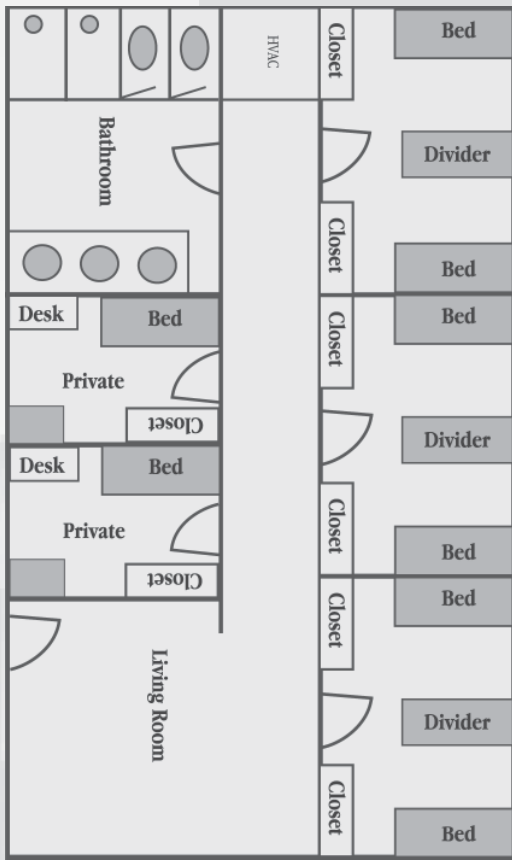 HVAC
Closet
Bed
Bathroom
Divider
Closet
Bed
Desk
Bed
Closet
Bed
Private
Closet
Divider
Desk
Bed
Private
Closet
Bed
Closet
Closet
Bed
Living Room
Divider
Closet
Bed